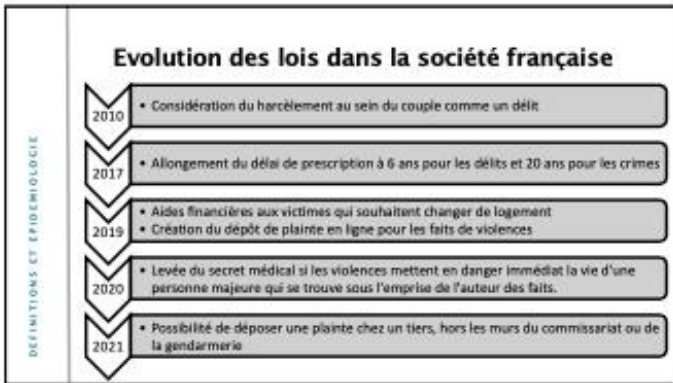 Evolution des lois dans la société française
DEFINITIONS ET EPIDEMIOLOGIE
2010
• Considération du harcèlement au sein du couple comme un délit
2017
• Allongement du délai de prescription à 6 ans pour les délits et 20 ans pour les crimes
2019
• Aides financières aux victimes qui souhaitent changer de logement
• Création du dépôt de plainte en ligne pour les faits de violences
2020
• Levée du secret médical si les violences mettent en danger immédiat la vie d'une
personne majeure qui se trouve sous l'emprise de l'auteur des faits.
2021
• Possibilité de déposer une plainte chez un tiers, hors les murs du commissariat ou de
la gendarmerie